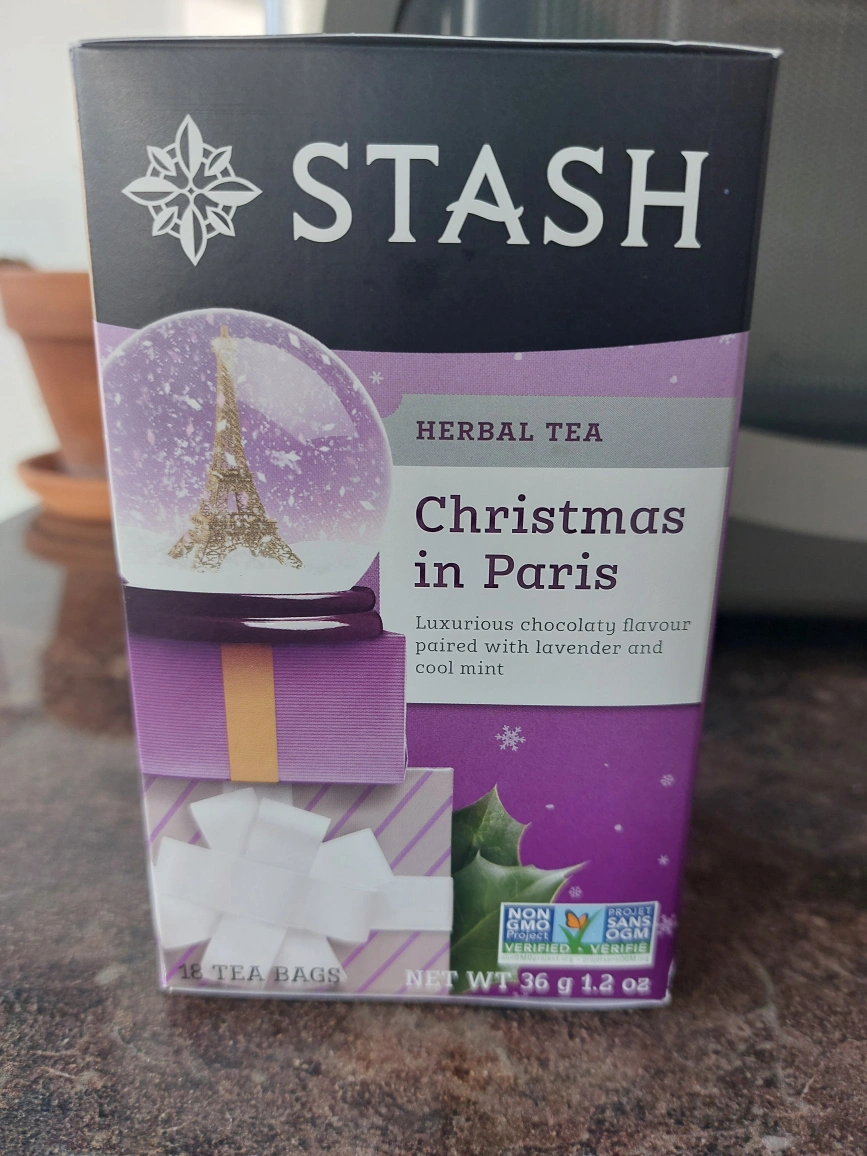 STASH
HERBAL TEA
Christmas
in Paris
Luxurious chocolaty flavour
paired with lavender and
cool mint
NON
GMO
Project
VERIFIED
PROJET
SANS
OGM
VÉRIFIÉ
18 TEA BAGS
NET WT 36 g 1.2 oz